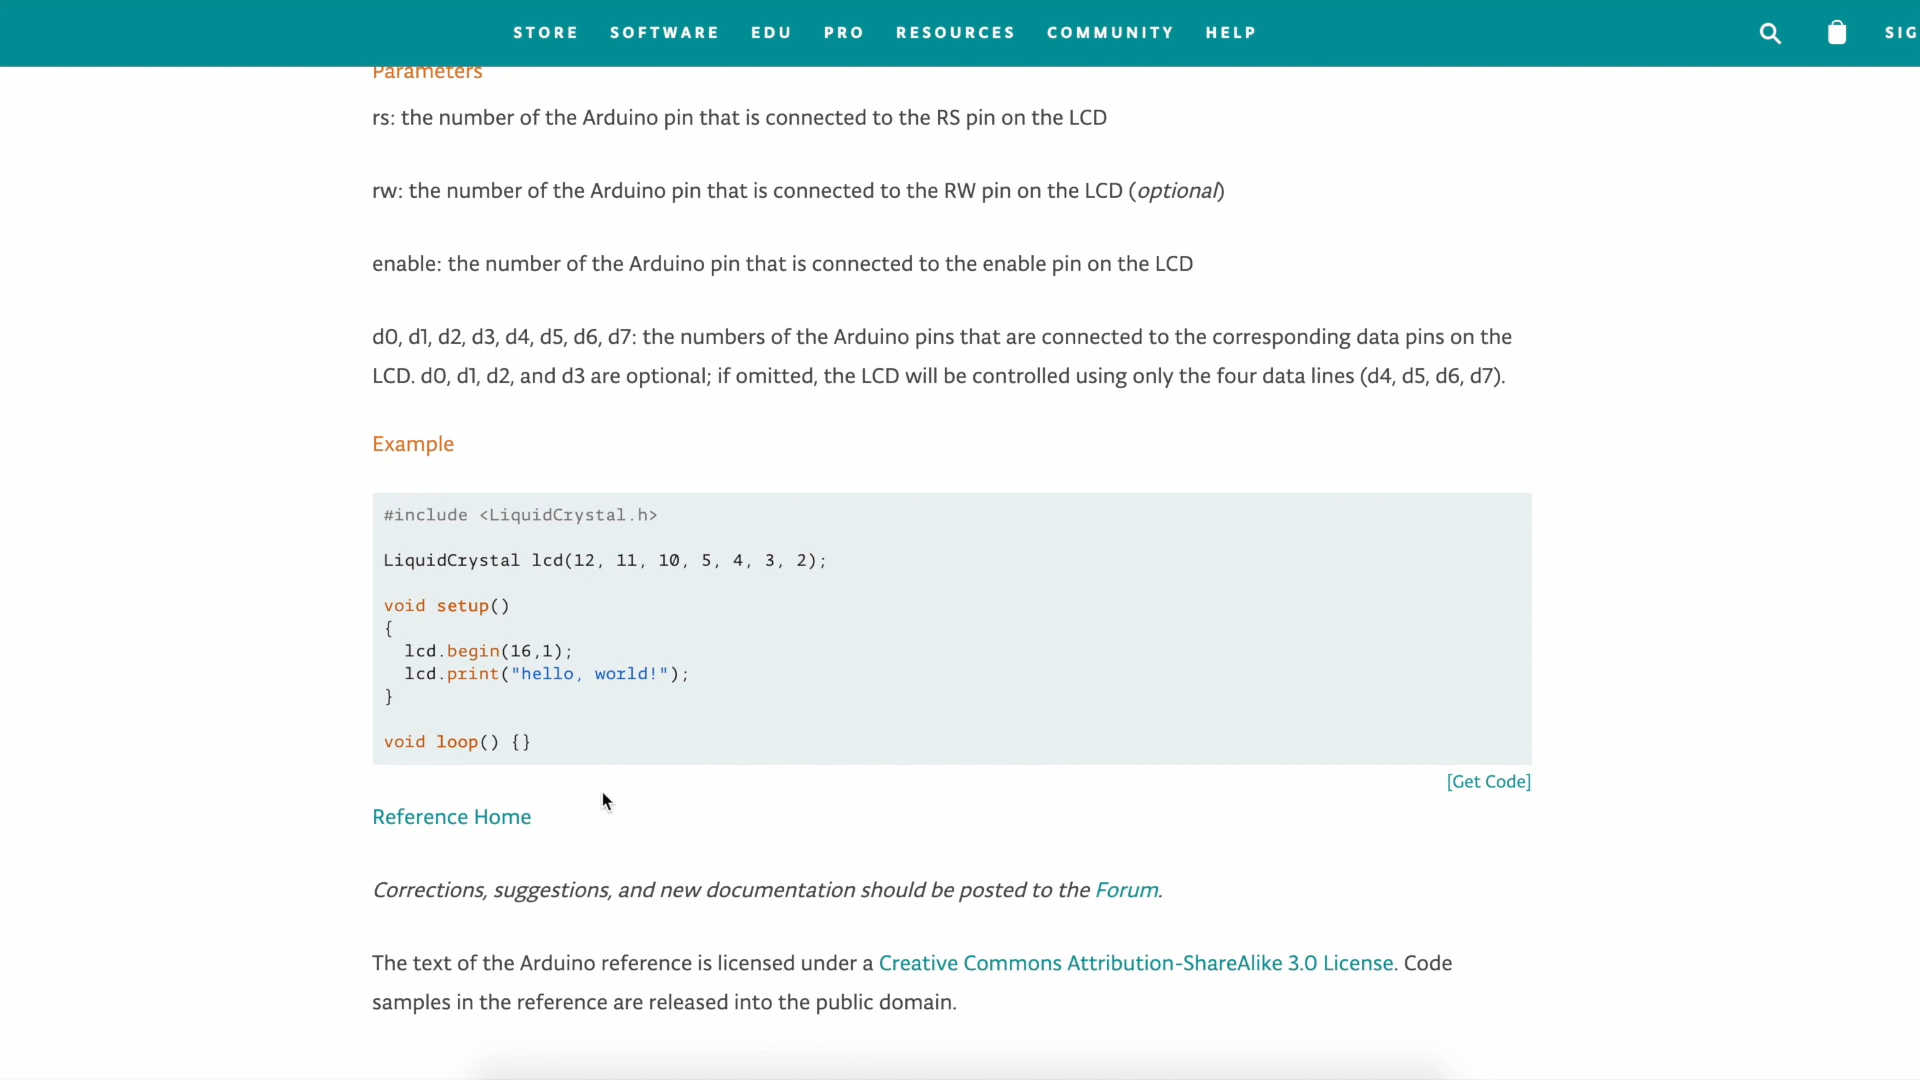 STORE SOFTWARE EDU PRO RESOURCES COMMUNITY HELP SIG
Parameters
rs: the number of the Arduino pin that is connected to the RS pin on the LCD
rw: the number of the Arduino pin that is connected to the RW pin on the LCD (optional)
enable: the number of the Arduino pin that is connected to the enable pin on the LCD
d0, d1, d2, d3, d4, d5, d6, d7: the numbers of the Arduino pins that are connected to the corresponding data pins on the
LCD. d0, d1, d2, and d3 are optional; if omitted, the LCD will be controlled using only the four data lines (d4, d5, d6, d7).
Example
#include <LiquidCrystal.h>
LiquidCrystal lcd(12, 11, 10, 5, 4, 3, 2);
void setup()
{
lcd.begin(16,1);
lcd.print("hello, world!");
}
void loop() {}
[Get Code]
Reference Home
Corrections, suggestions, and new documentation should be posted to the Forum.
The text of the Arduino reference is licensed under a Creative Commons Attribution-ShareAlike 3.0 License. Code
samples in the reference are released into the public domain.